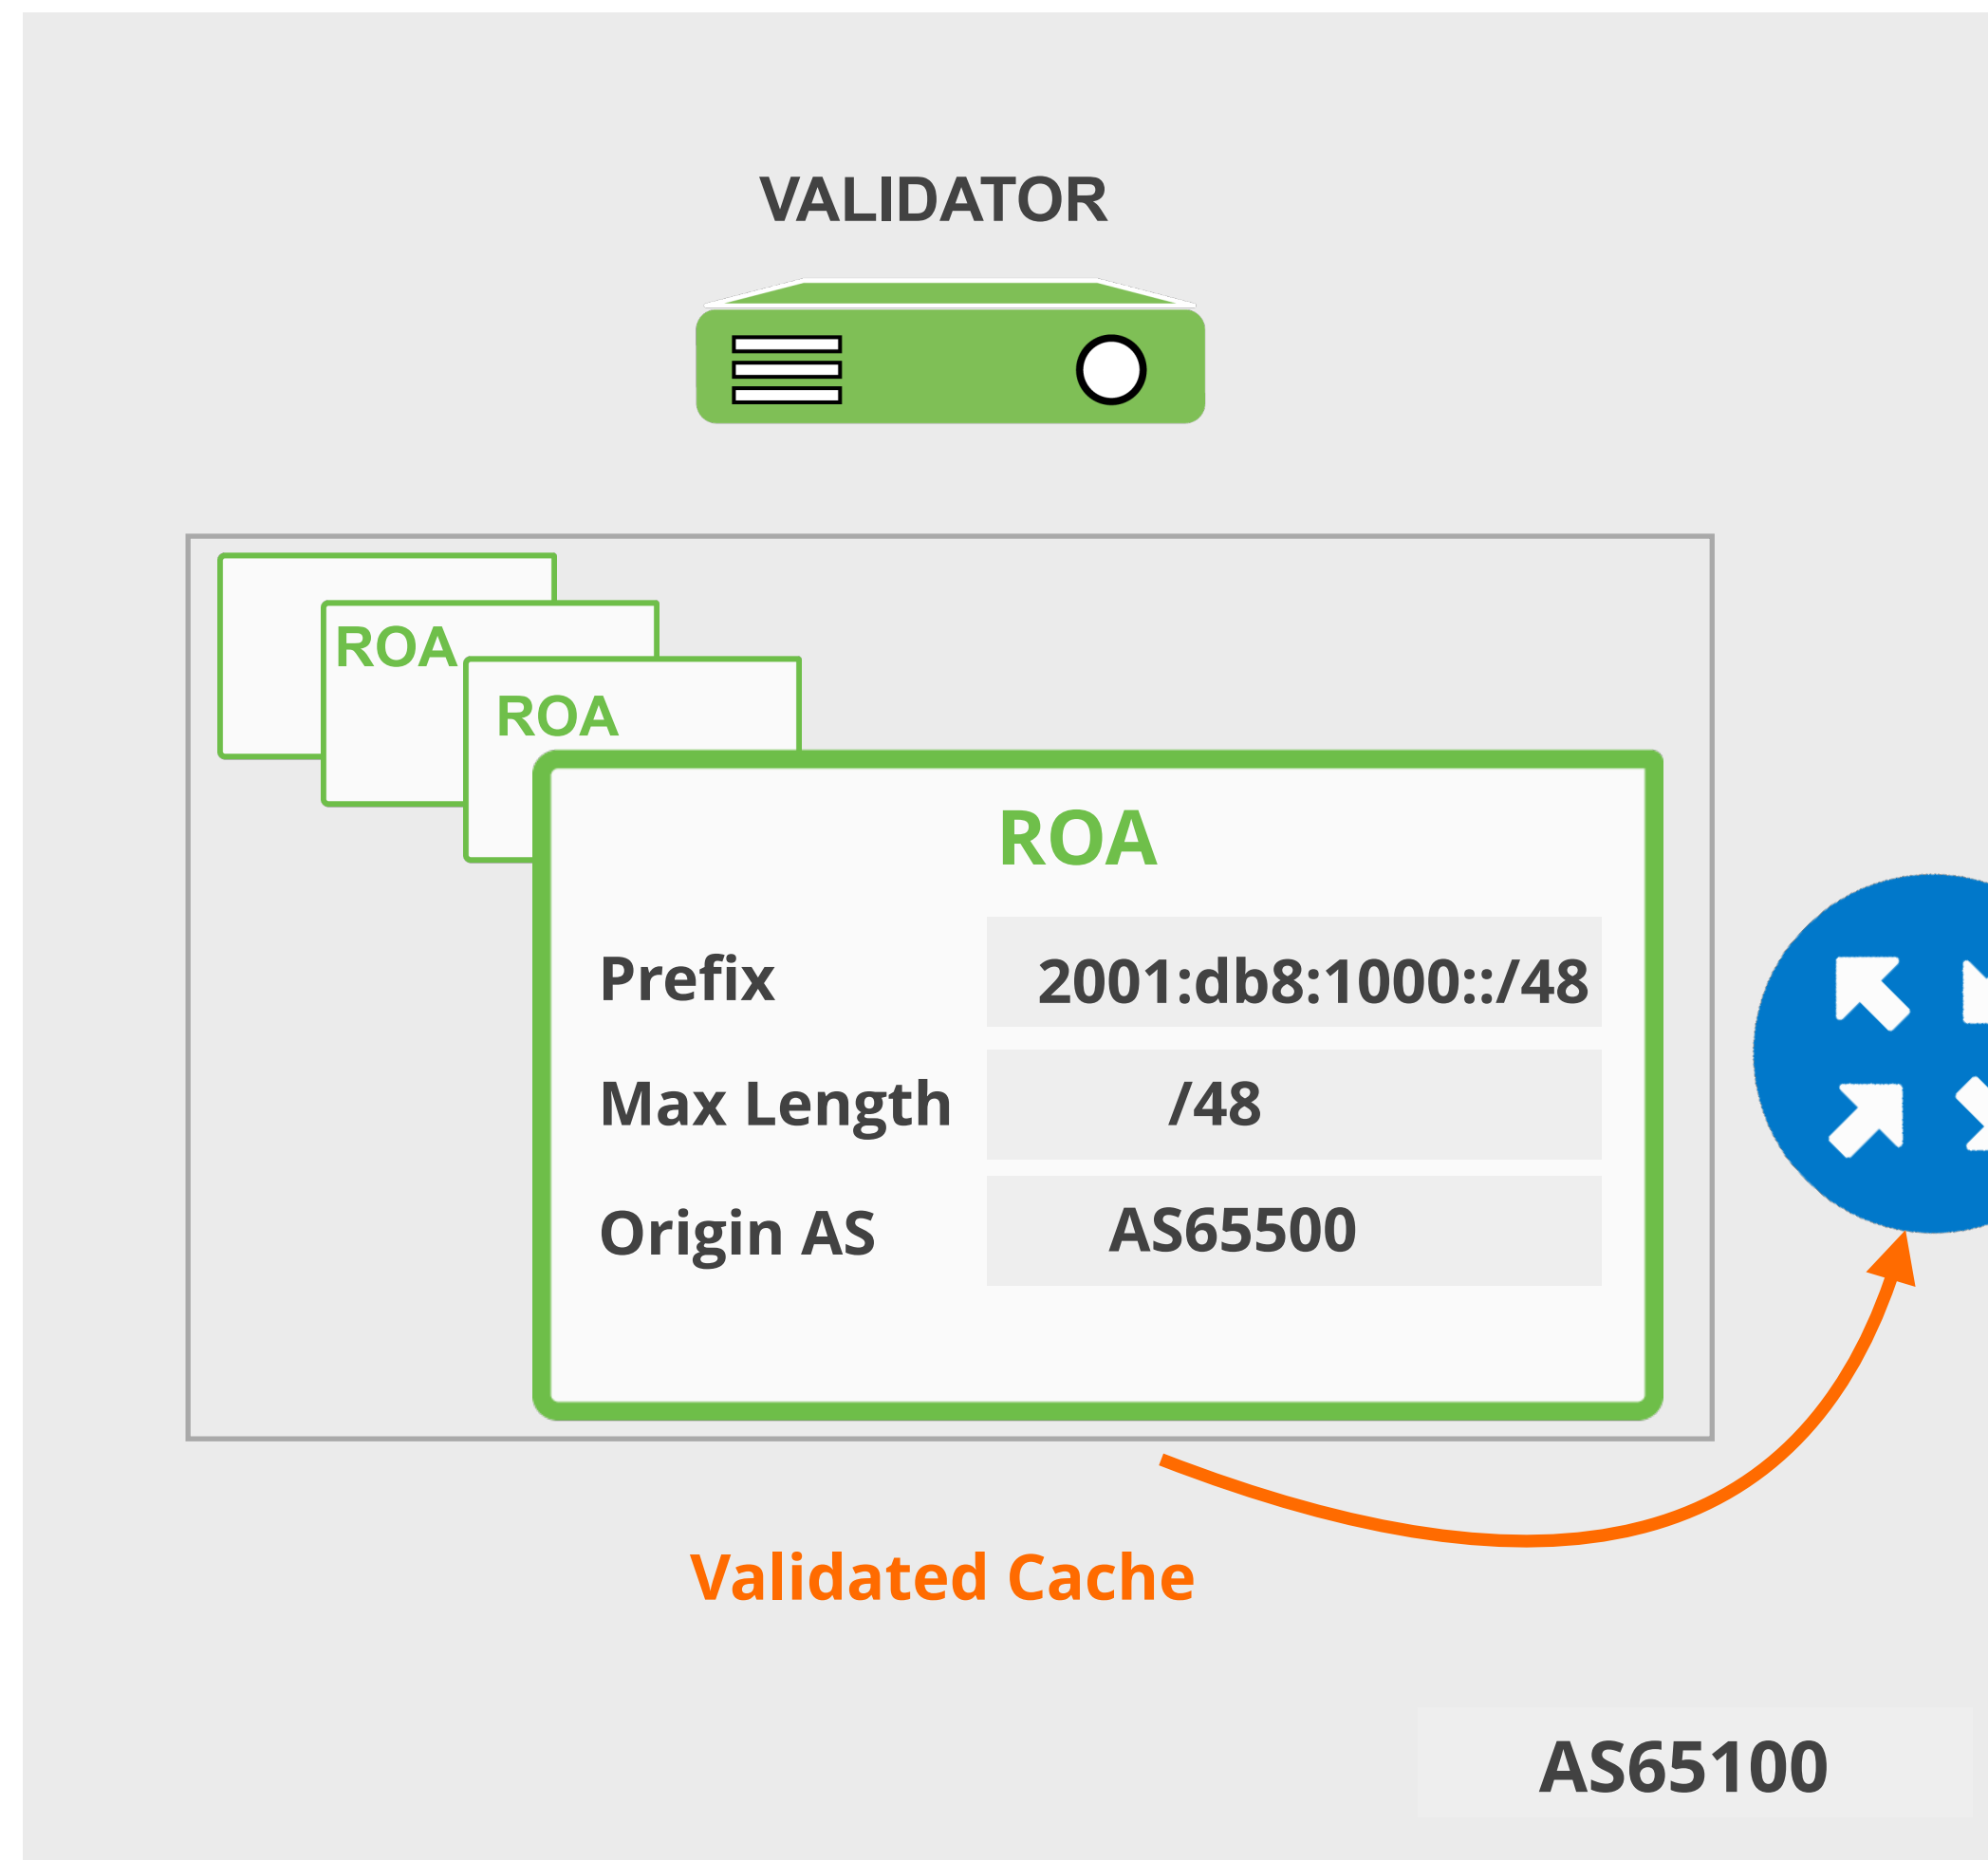 VALIDATOR
ROA
ROA
ROA
Prefix 2001:db8:1000::/48
Max Length /48
Origin AS AS65500
Validated Cache
AS65100